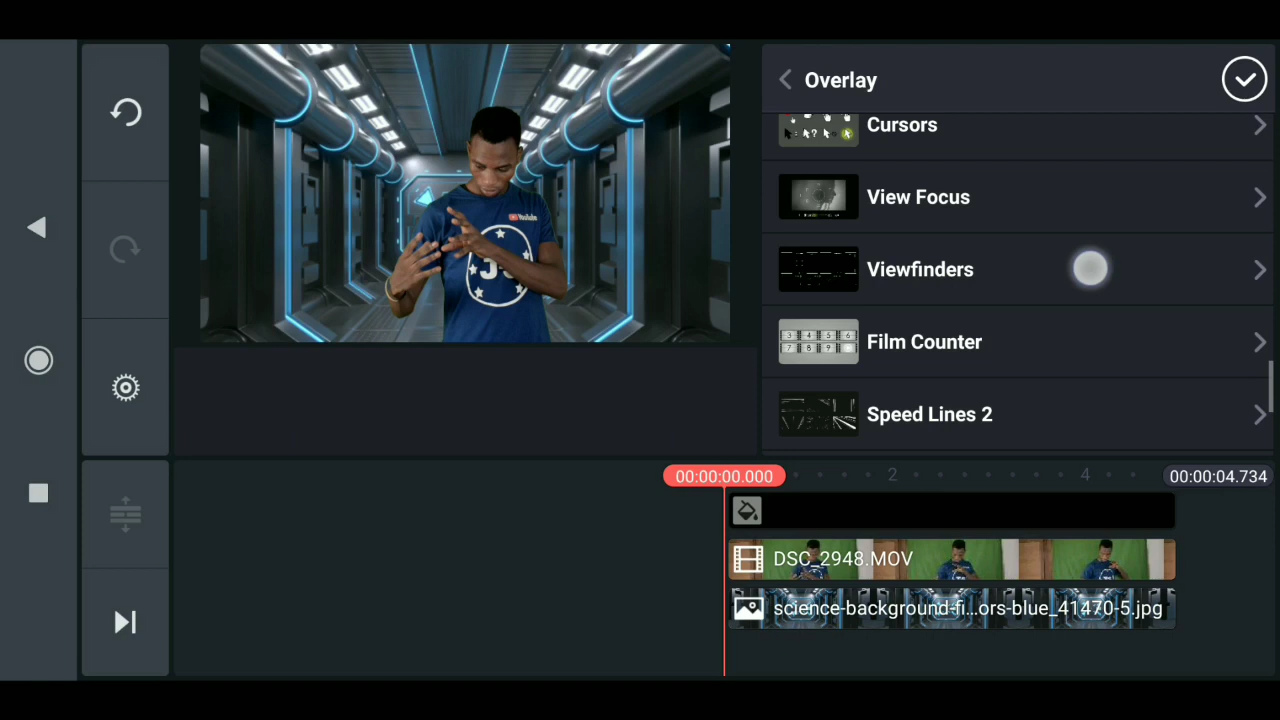 Overlay
Cursors
View Focus
Viewfinders
Film Counter
Speed Lines 2
YouTube
00:00:00.000
2
4
00:00:04.734
DSC_2948.MOV
science-background-fi...ors-blue_41470-5.jpg